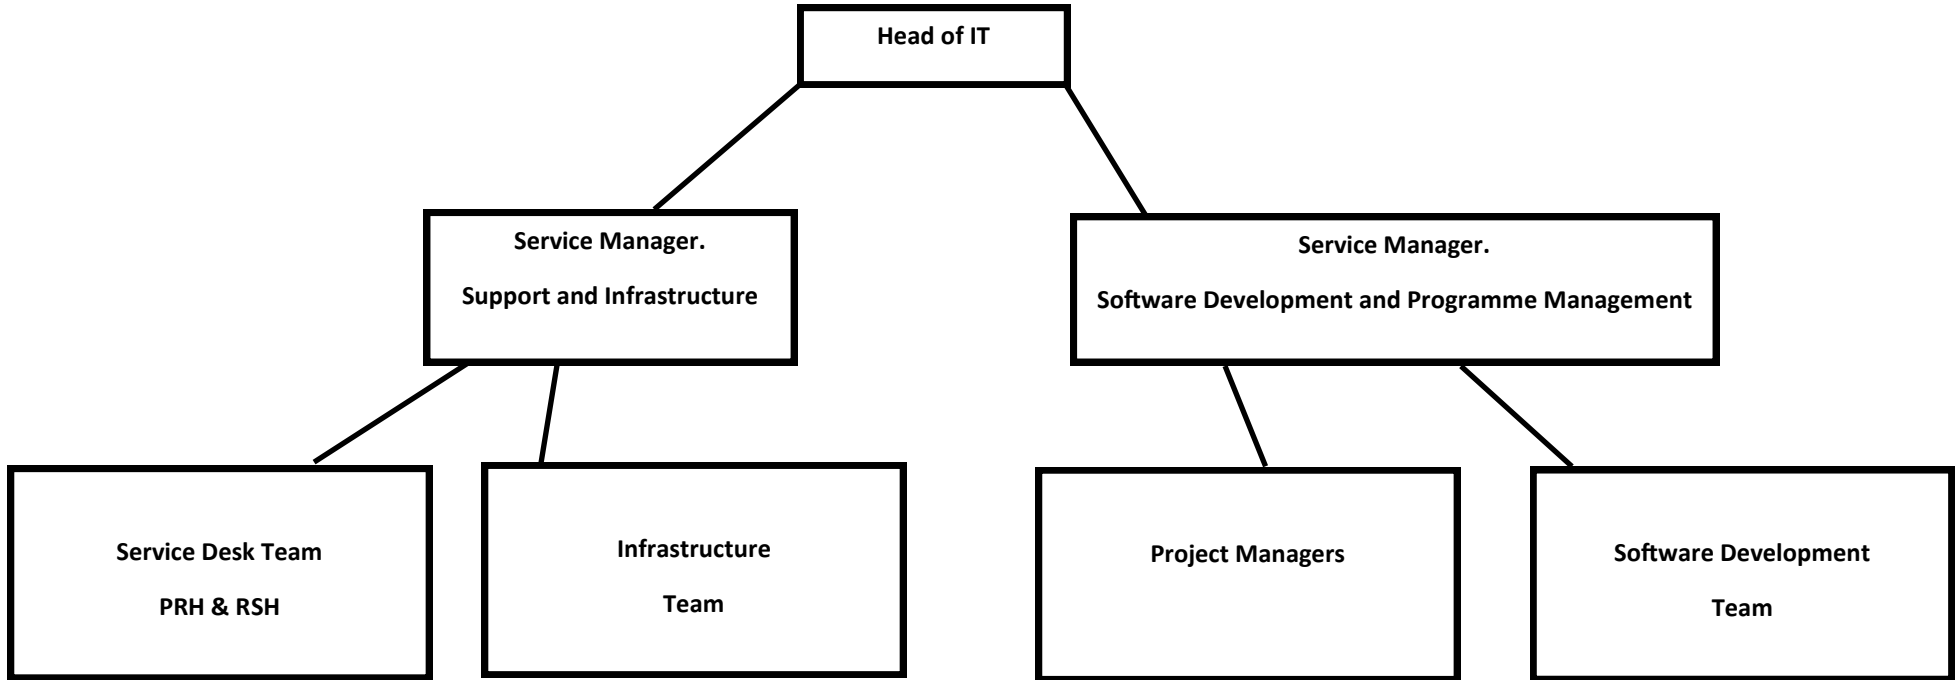 Head of IT
Service Manager.
Support and Infrastructure
Service Manager.
Software Development and Programme Management
Service Desk Team
PRH & RSH
Infrastructure
Team
Project Managers
Software Development
Team